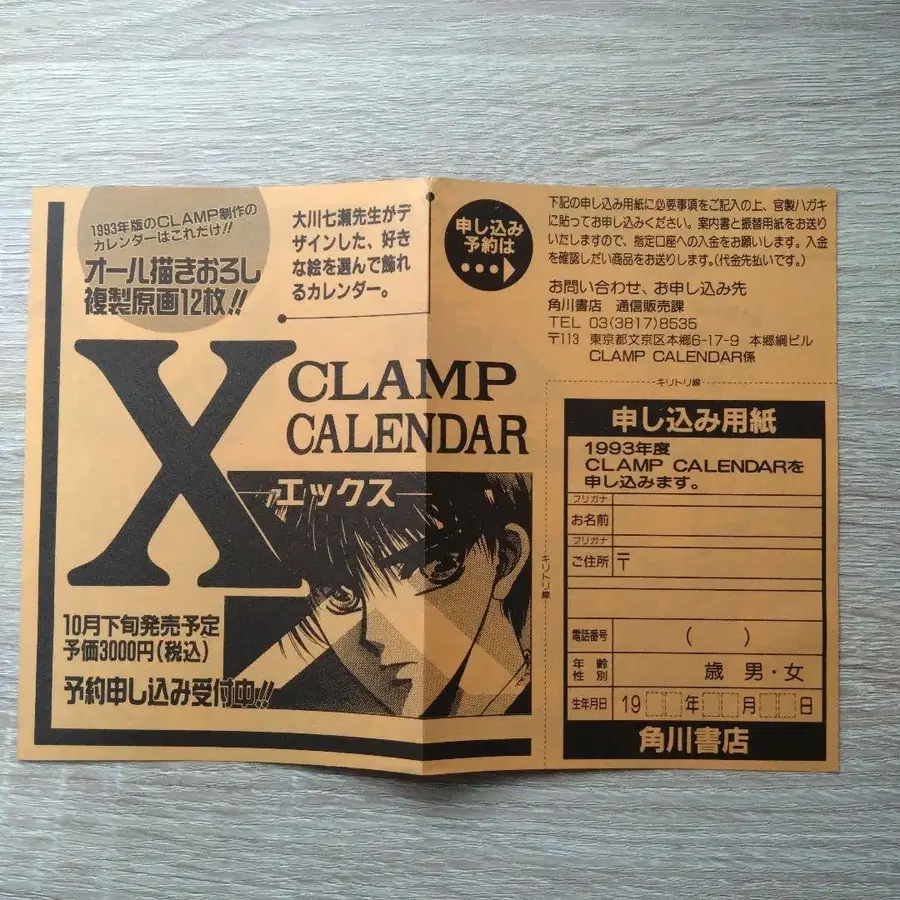 1993年版のCLAMP制作の
カレンダーはこれだけ!!
オール描きおろし
複製原画12枚!!
大川七瀬先生がデ
ザインした、好き
な絵を選んで飾れ
るカレンダー。
X
CLAMP
CALENDAR
エックス
10月下旬発売予定
予価3000円(税込)
予約申し込み受付中!!
申し込み
予約は
下記の申し込み用紙に必要事項をご記入の上、官製ハガキ
に貼ってお申し込みください。案内書と振替用紙をお送り
いたしますので、指定口座への入金をお願いします。入金
を確認しだい商品をお送りします。(代金先払いです。)
お問い合わせ、お申し込み先
角川書店 通信販売課
TEL 03(3817)8535
〒113 東京都文京区本郷6-17-9 本郷綱ビル
CLAMP CALENDAR係
キリトリ線
キリトリ線
申し込み用紙
1993年度
CLAMP CALENDARを
申し込みます。
フリガナ
お名前
フリガナ
ご住所 〒
電話番号 ( )
年齢
性別 歳 男・女
生年月日 19 年 月 日
角川書店